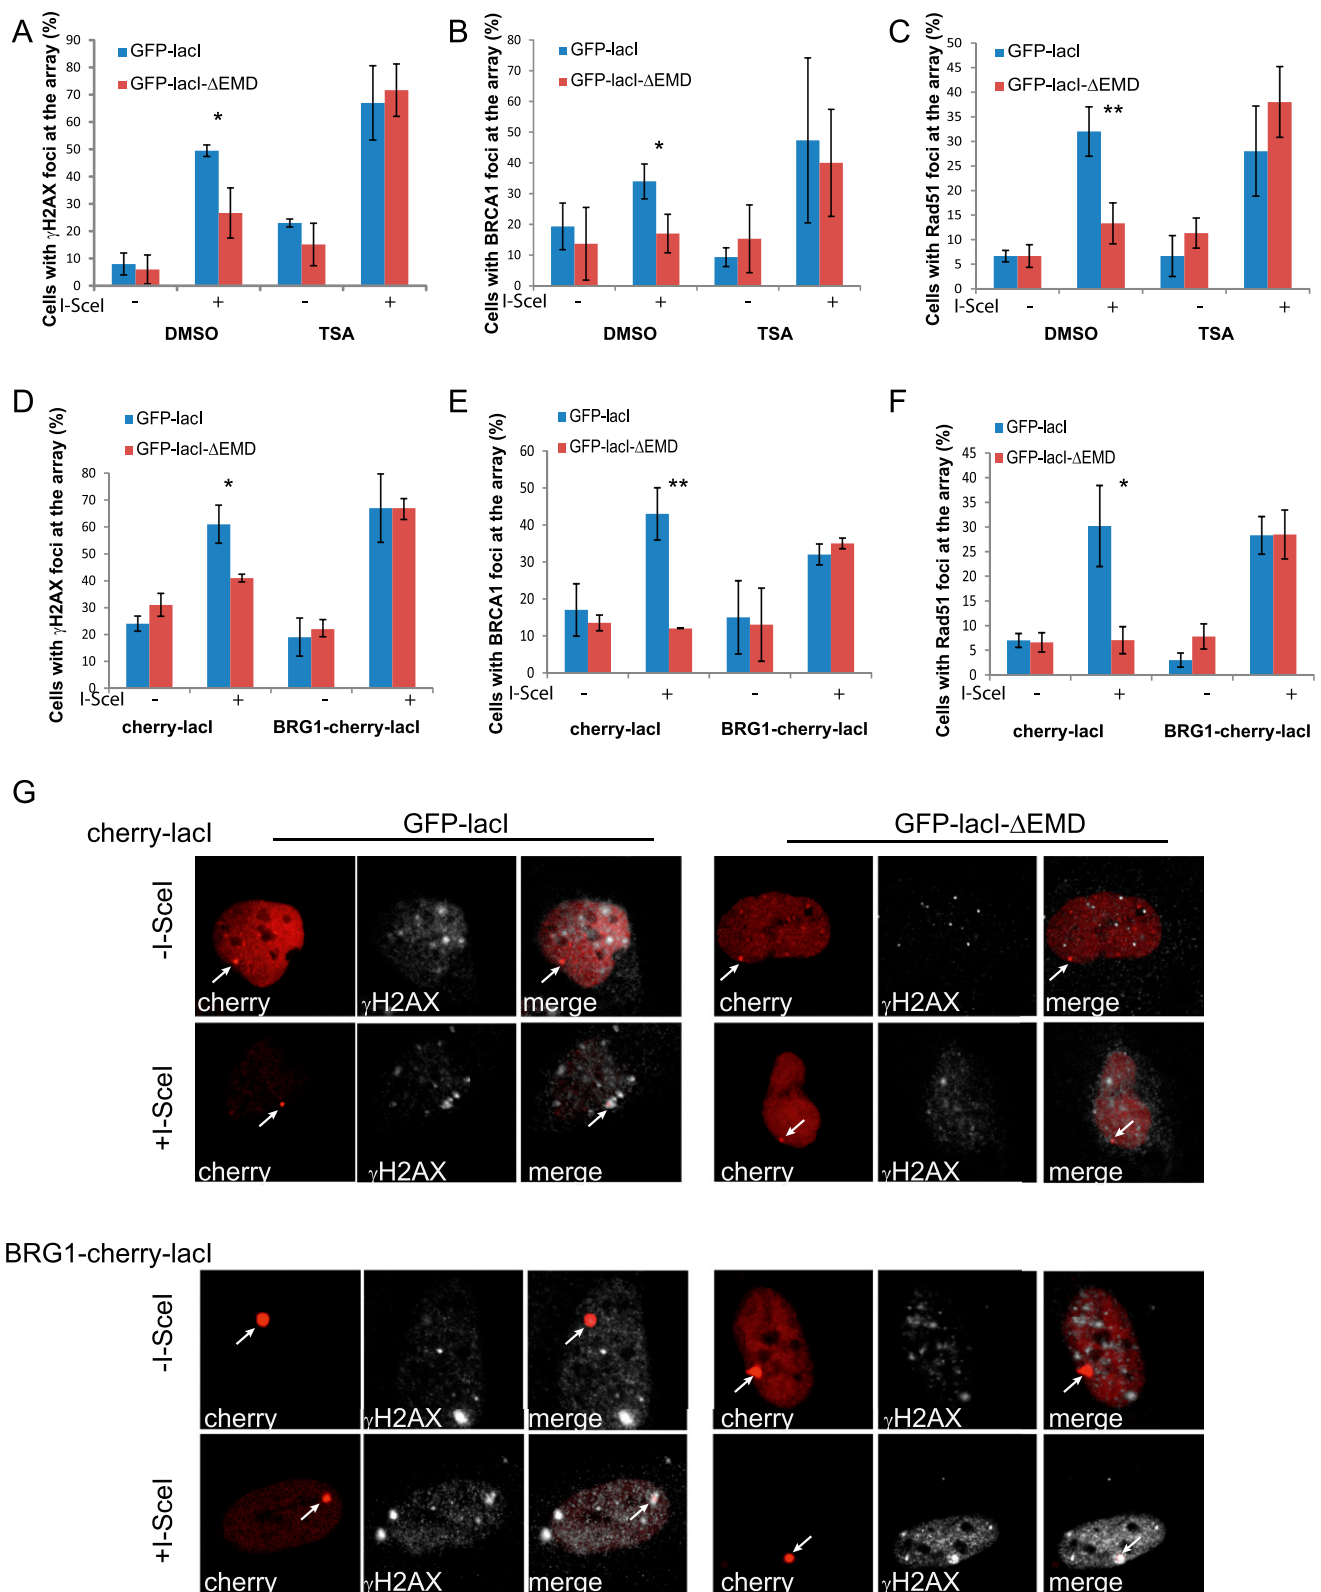 A
Cells with γH2AX foci at the array (%)
90
80
70
60
50
40
30
20
10
0
GFP-lacI
GFP-lacI-ΔEMD
*
I-SceI - + - +
DMSO TSA
B
Cells with BRCA1 foci at the array (%)
80
70
60
50
40
30
20
10
0
GFP-lacI
GFP-lacI-ΔEMD
*
I-SceI - + - +
DMSO TSA
C
Cells with Rad51 foci at the array (%)
50
45
40
35
30
25
20
15
10
5
0
GFP-lacI
GFP-lacI-ΔEMD
**
I-SceI - + - +
DMSO TSA
D
Cells with γH2AX foci at the array (%)
80
70
60
50
40
30
20
10
0
GFP-lacI
GFP-lacI-ΔEMD
*
I-SceI - + - +
cherry-lacI BRG1-cherry-lacI
E
Cells with BRCA1 foci at the array (%)
60
50
40
30
20
10
0
GFP-lacI
GFP-lacI-ΔEMD
**
I-SceI - + - +
cherry-lacI BRG1-cherry-lacI
F
Cells with Rad51 foci at the array (%)
45
40
35
30
25
20
15
10
5
0
GFP-lacI
GFP-lacI-ΔEMD
*
I-SceI - + - +
cherry-lacI BRG1-cherry-lacI
G
cherry-lacI GFP-lacI GFP-lacI-ΔEMD
-I-SceI
cherry γH2AX merge cherry γH2AX merge
+I-SceI
cherry γH2AX merge cherry γH2AX merge
BRG1-cherry-lacI
-I-SceI
cherry γH2AX merge cherry γH2AX merge
+I-SceI
cherry γH2AX merge cherry γH2AX merge